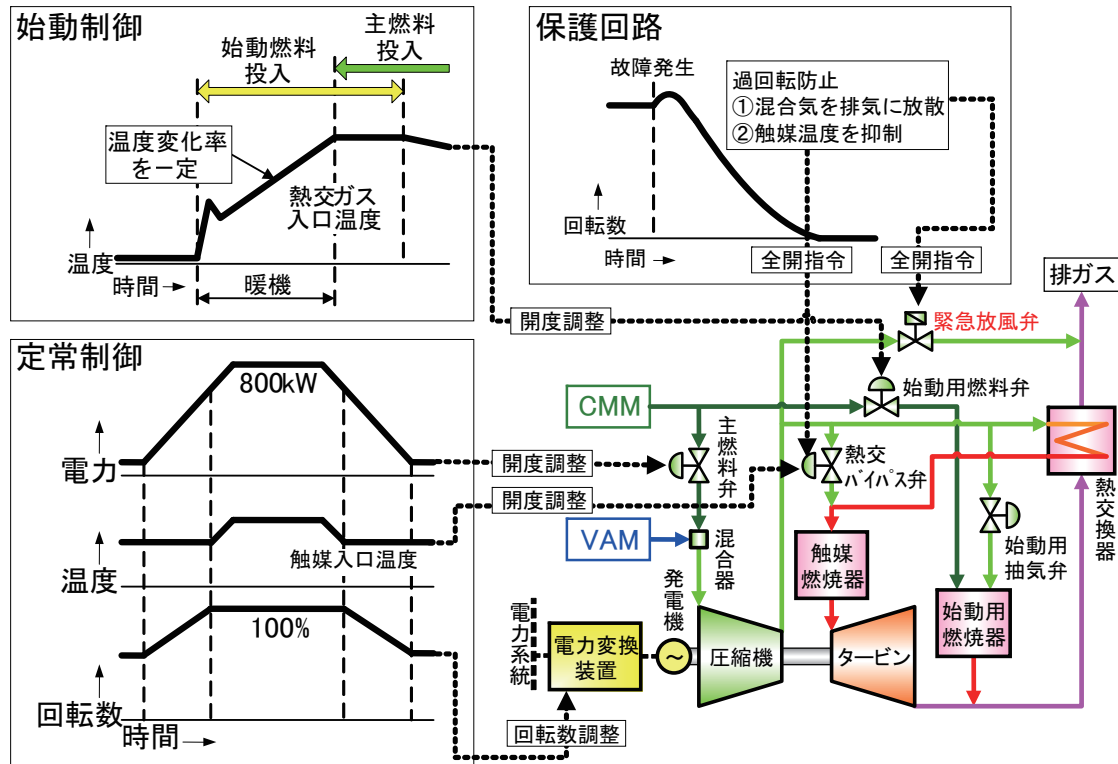 始動制御
始動燃料
投入
主燃料
投入
温度変化率
を一定
熱交ガス
入口温度
温度
時間
暖機
保護回路
故障発生
過回転防止
①混合気を排気に放散
②触媒温度を抑制
回転数
時間
全開指令
全開指令
定常制御
800kW
電力
触媒入口温度
温度
100%
回転数
時間
開度調整
開度調整
開度調整
回転数調整
排ガス
緊急放風弁
始動用燃料弁
CMM
主燃料弁
熱交
バイパス弁
熱交換器
VAM
混合器
触媒
燃焼器
始動用
抽気弁
始動用
燃焼器
発電機
電力系統
電力変換
装置
~
圧縮機
タービン